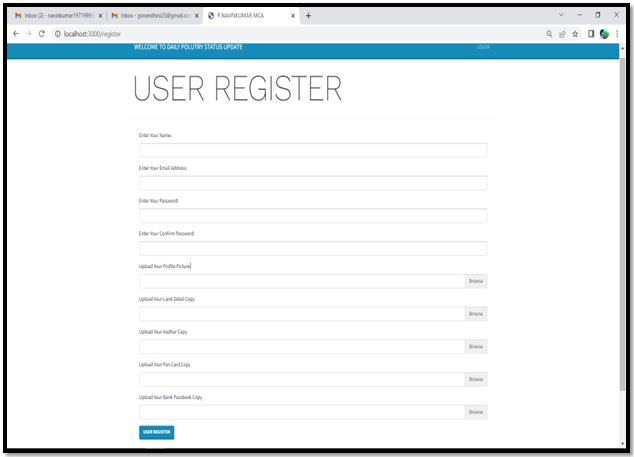 Inbox (2) - navinkumar1971999@
Inbox - gsnandhini25@gmail.com
P.NAVINKUMAR MCA
localhost:3000/register
WELCOME TO DAILY POLUTRY STATUS UPDATE
LOGIN
USER REGISTER
Enter Your Name:
Enter Your Email Address:
Enter Your Password:
Enter Your Confirm Password:
Upload Your Profile Picture
Browse
Upload Your Land Detail Copy
Browse
Upload Your Aadhar Copy
Browse
Upload Your Pan Card Copy
Browse
Upload Your Bank Passbook Copy
Browse
USER REGISTER